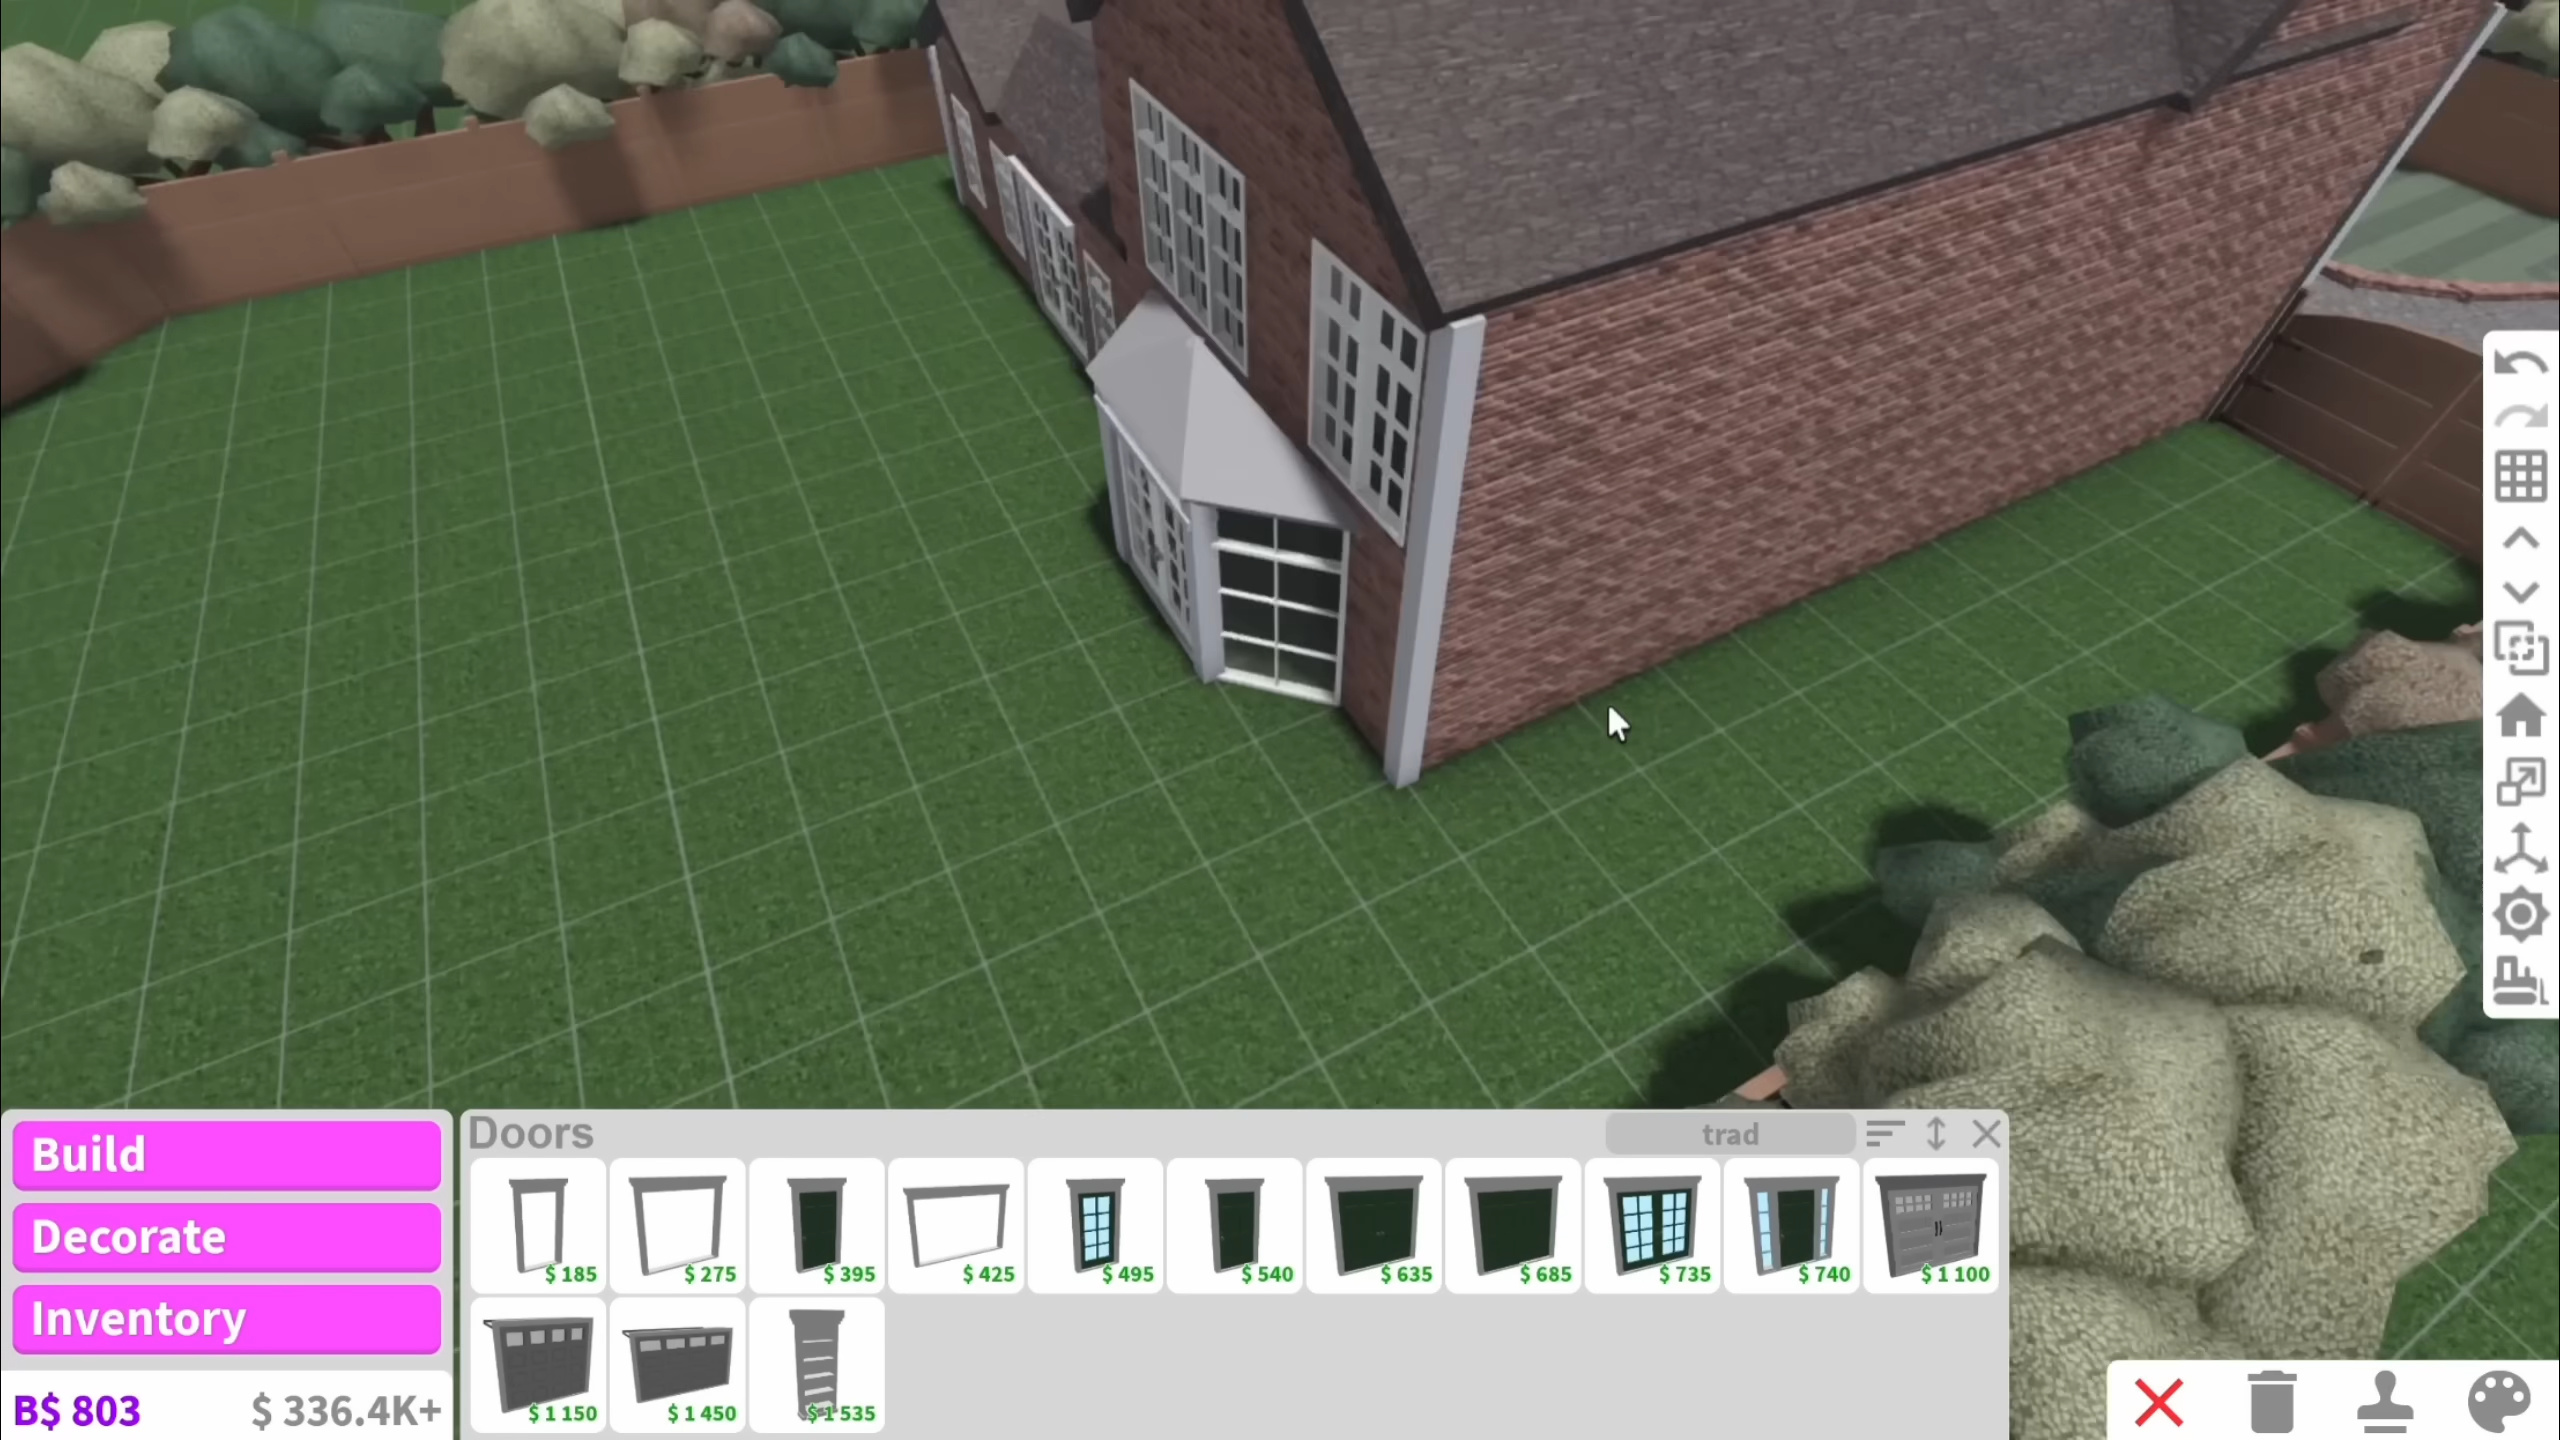 Doors
trad
$ 185
$ 275
$ 395
$ 425
$ 495
$ 540
$ 635
$ 685
$ 735
$ 740
$ 1 100
$ 1 150
$ 1 450
$ 1 535
Build
Decorate
Inventory
B$ 803
$ 336.4K+